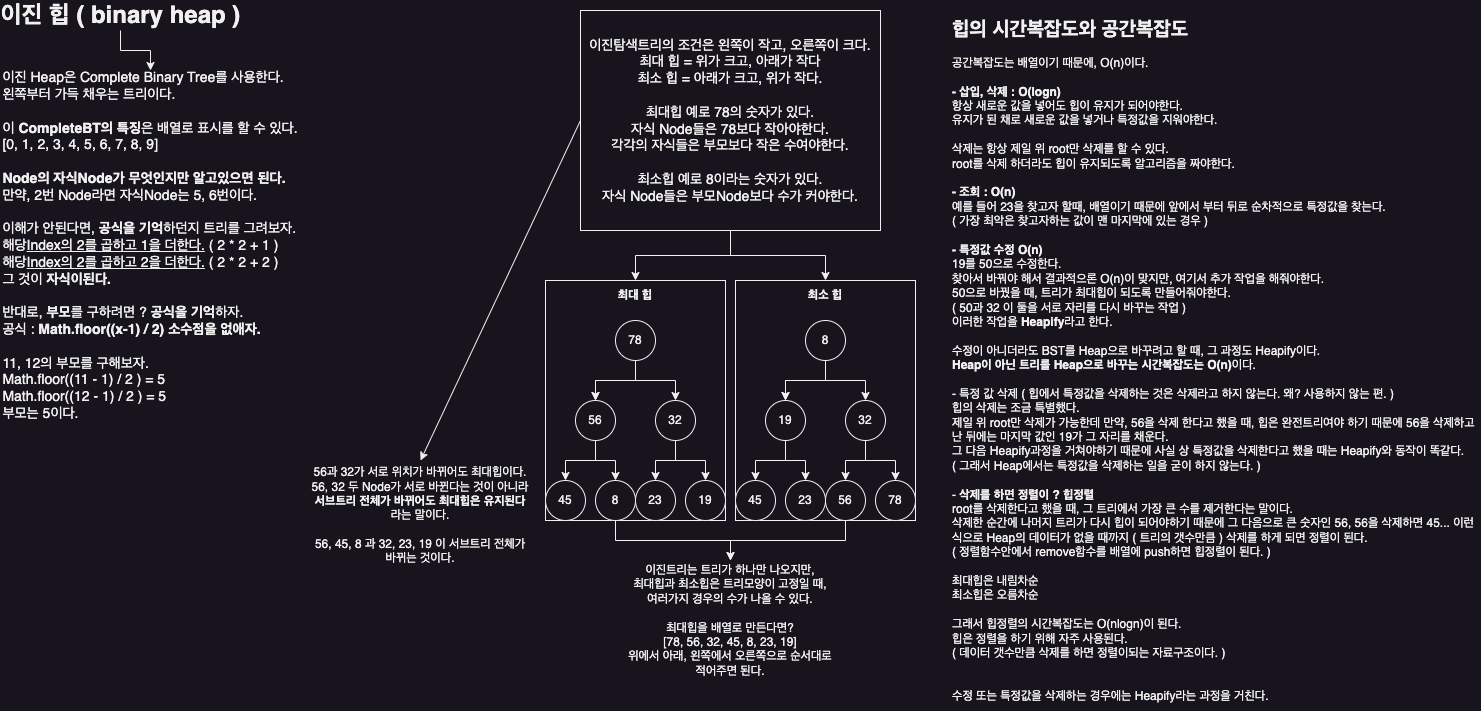 이진 힙 ( binary heap )
이진 Heap은 Complete Binary Tree를 사용한다.
왼쪽부터 가득 채우는 트리이다.
이 CompleteBT의 특징은 배열로 표시를 할 수 있다.
[0, 1, 2, 3, 4, 5, 6, 7, 8, 9]
Node의 자식Node가 무엇인지만 알고있으면 된다.
만약, 2번 Node라면 자식Node는 5, 6번이다.
이해가 안된다면, 공식을 기억하던지 트리를 그려보자.
해당Index의 2를 곱하고 1을 더한다. ( 2 * 2 + 1 )
해당Index의 2를 곱하고 2을 더한다. ( 2 * 2 + 2 )
그 것이 자식이된다.
반대로, 부모를 구하려면 ? 공식을 기억하자.
공식 : Math.floor((x-1) / 2) 소수점을 없애자.
11, 12의 부모를 구해보자.
Math.floor((11 - 1) / 2 ) = 5
Math.floor((12 - 1) / 2 ) = 5
부모는 5이다.
이진탐색트리의 조건은 왼쪽이 작고, 오른쪽이 크다.
최대 힙 = 위가 크고, 아래가 작다
최소 힙 = 아래가 크고, 위가 작다.
최대힙 예로 78의 숫자가 있다.
자식 Node들은 78보다 작아야한다.
각각의 자식들은 부모보다 작은 수여야한다.
최소힙 예로 8이라는 숫자가 있다.
자식 Node들은 부모Node보다 수가 커야한다.
최대 힙
78
56
32
45
8
23
19
최소 힙
8
19
32
45
23
56
78
56과 32가 서로 위치가 바뀌어도 최대힙이다.
56, 32 두 Node가 서로 바뀐다는 것이 아니라
서브트리 전체가 바뀌어도 최대힙은 유지된다
라는 말이다.
56, 45, 8 과 32, 23, 19 이 서브트리 전체가
바뀌는 것이다.
이진트리는 트리가 하나만 나오지만,
최대힙과 최소힙은 트리모양이 고정일 때,
여러가지 경우의 수가 나올 수 있다.
최대힙을 배열로 만든다면?
[78, 56, 32, 45, 8, 23, 19]
위에서 아래, 왼쪽에서 오른쪽으로 순서대로
적어주면 된다.
힙의 시간복잡도와 공간복잡도
공간복잡도는 배열이기 때문에, O(n)이다.
- 삽입, 삭제 : O(logn)
항상 새로운 값을 넣어도 힙이 유지가 되어야한다.
유지가 된 채로 새로운 값을 넣거나 특정값을 지워야한다.
삭제는 항상 제일 위 root만 삭제를 할 수 있다.
root를 삭제 하더라도 힙이 유지되도록 알고리즘을 짜야한다.
- 조회 : O(n)
예를 들어 23을 찾고자 할때, 배열이기 때문에 앞에서 부터 뒤로 순차적으로 특정값을 찾는다.
( 가장 최악은 찾고자하는 값이 맨 마지막에 있는 경우 )
- 특정값 수정 O(n)
19를 50으로 수정한다.
찾아서 바꿔야 해서 결과적으론 O(n)이 맞지만, 여기서 추가 작업을 해줘야한다.
50으로 바꿨을 때, 트리가 최대힙이 되도록 만들어줘야한다.
( 50과 32 이 둘을 서로 자리를 다시 바꾸는 작업 )
이러한 작업을 Heapify라고 한다.
수정이 아니더라도 BST를 Heap으로 바꾸려고 할 때, 그 과정도 Heapify이다.
Heap이 아닌 트리를 Heap으로 바꾸는 시간복잡도는 O(n)이다.
- 특정 값 삭제 ( 힙에서 특정값을 삭제하는 것은 삭제라고 하지 않는다. 왜? 사용하지 않는 편. )
힙의 삭제는 조금 특별했다.
제일 위 root만 삭제가 가능한데 만약, 56을 삭제 한다고 했을 때, 힙은 완전트리여야 하기 때문에 56을 삭제하고
난 뒤에는 마지막 값인 19가 그 자리를 채운다.
그 다음 Heapify과정을 거쳐야하기 때문에 사실 상 특정값을 삭제한다고 했을 때는 Heapify와 동작이 똑같다.
( 그래서 Heap에서는 특정값을 삭제하는 일을 굳이 하지 않는다. )
- 삭제를 하면 정렬이 ? 힙정렬
root를 삭제한다고 했을 때, 그 트리에서 가장 큰 수를 제거한다는 말이다.
삭제한 순간에 나머지 트리가 다시 힙이 되어야하기 때문에 그 다음으로 큰 숫자인 56, 56을 삭제하면 45... 이런
식으로 Heap의 데이터가 없을 때까지 ( 트리의 갯수만큼 ) 삭제를 하게 되면 정렬이 된다.
( 정렬함수안에서 remove함수를 배열에 push하면 힙정렬이 된다. )
최대힙은 내림차순
최소힙은 오름차순
그래서 힙정렬의 시간복잡도는 O(nlogn)이 된다.
힙은 정렬을 하기 위해 자주 사용된다.
( 데이터 갯수만큼 삭제를 하면 정렬이되는 자료구조이다. )
수정 또는 특정값을 삭제하는 경우에는 Heapify라는 과정을 거친다.